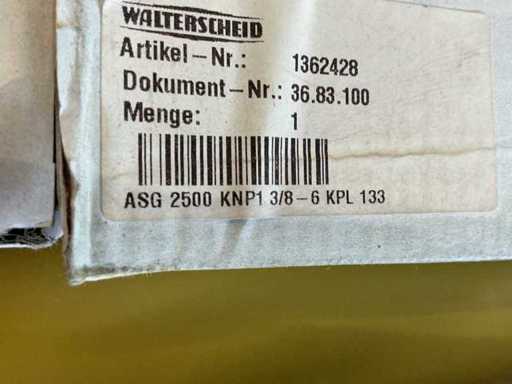 WALTERSCHEID
Artikel-Nr.: 1362428
Dokument-Nr.: 36.83.100
Menge: 1
ASG 2500 KNP1 3/8-6 KPL 133